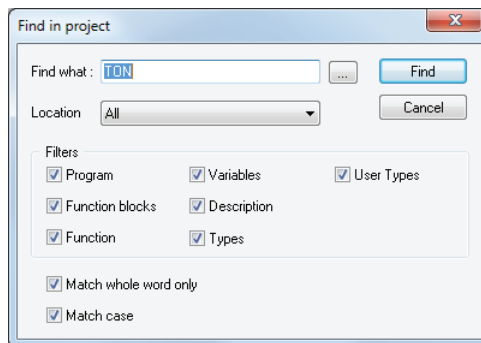 Find in project
Find what : TON ... Find
Location All Cancel
Filters
Program Variables User Types
Function blocks Description
Function Types
Match whole word only
Match case